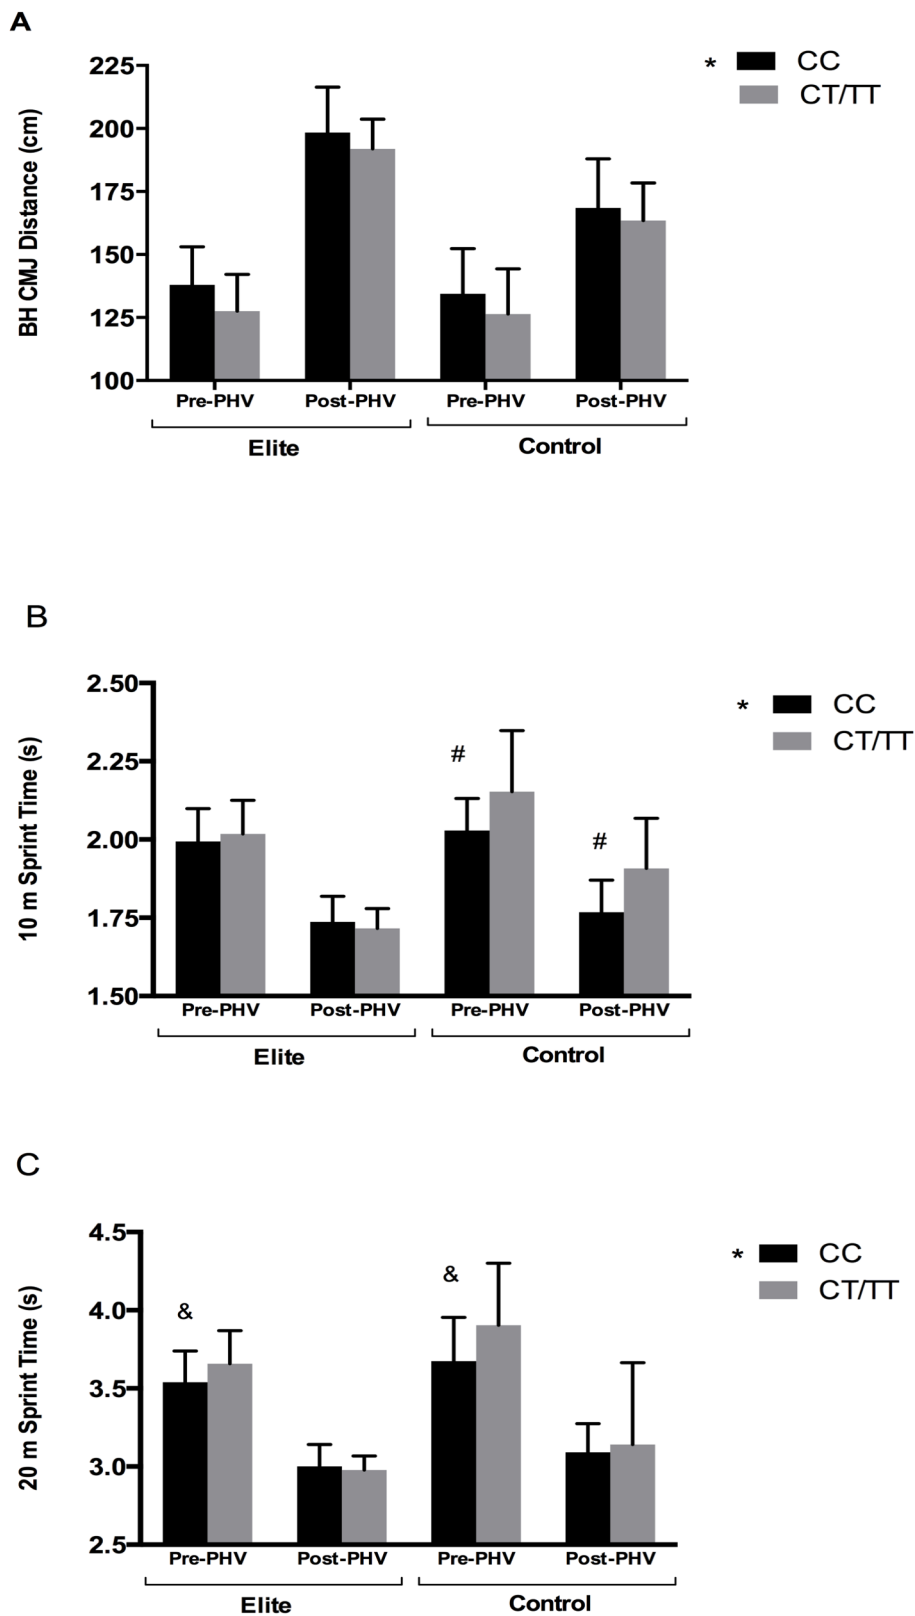 A
* CC
CT/TT
BH CMJ Distance (cm)
225
200
175
150
125
100
Pre-PHV Post-PHV Pre-PHV Post-PHV
Elite Control
B
* CC
CT/TT
10 m Sprint Time (s)
2.50
2.25
2.00
1.75
1.50
#
#
Pre-PHV Post-PHV Pre-PHV Post-PHV
Elite Control
C
* CC
CT/TT
20 m Sprint Time (s)
4.5
4.0
3.5
3.0
2.5
& &
Pre-PHV Post-PHV Pre-PHV Post-PHV
Elite Control